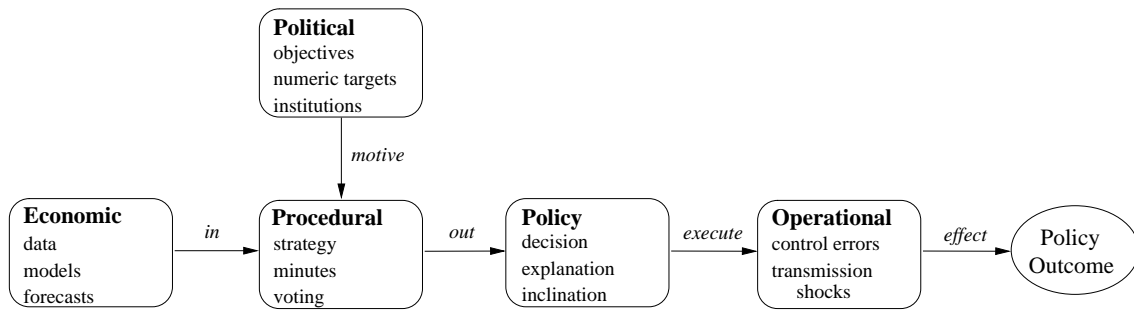 Political
objectives
numeric targets
institutions
motive
Economic
data
models
forecasts
in
Procedural
strategy
minutes
voting
out
Policy
decision
explanation
inclination
execute
Operational
control errors
transmission
shocks
effect
Policy
Outcome